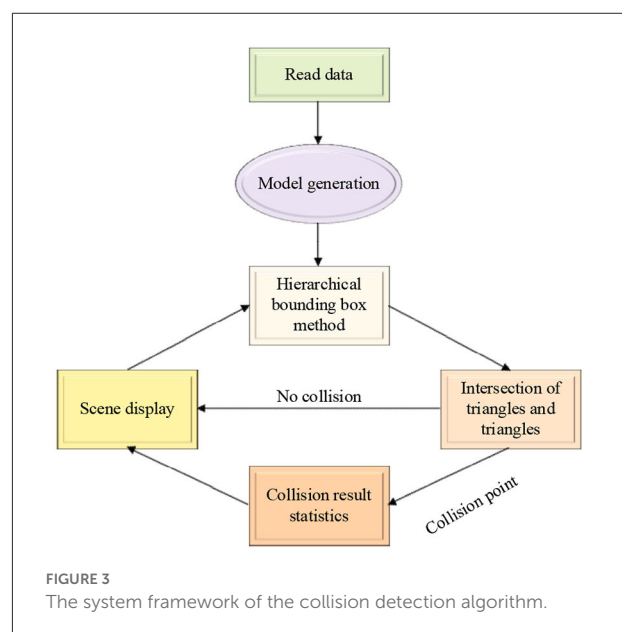 Read data
Model generation
Hierarchical
bounding box
method
No collision
Scene display
Intersection of
triangles and
triangles
Collision result
statistics
Collision point
FIGURE 3
The system framework of the collision detection algorithm.